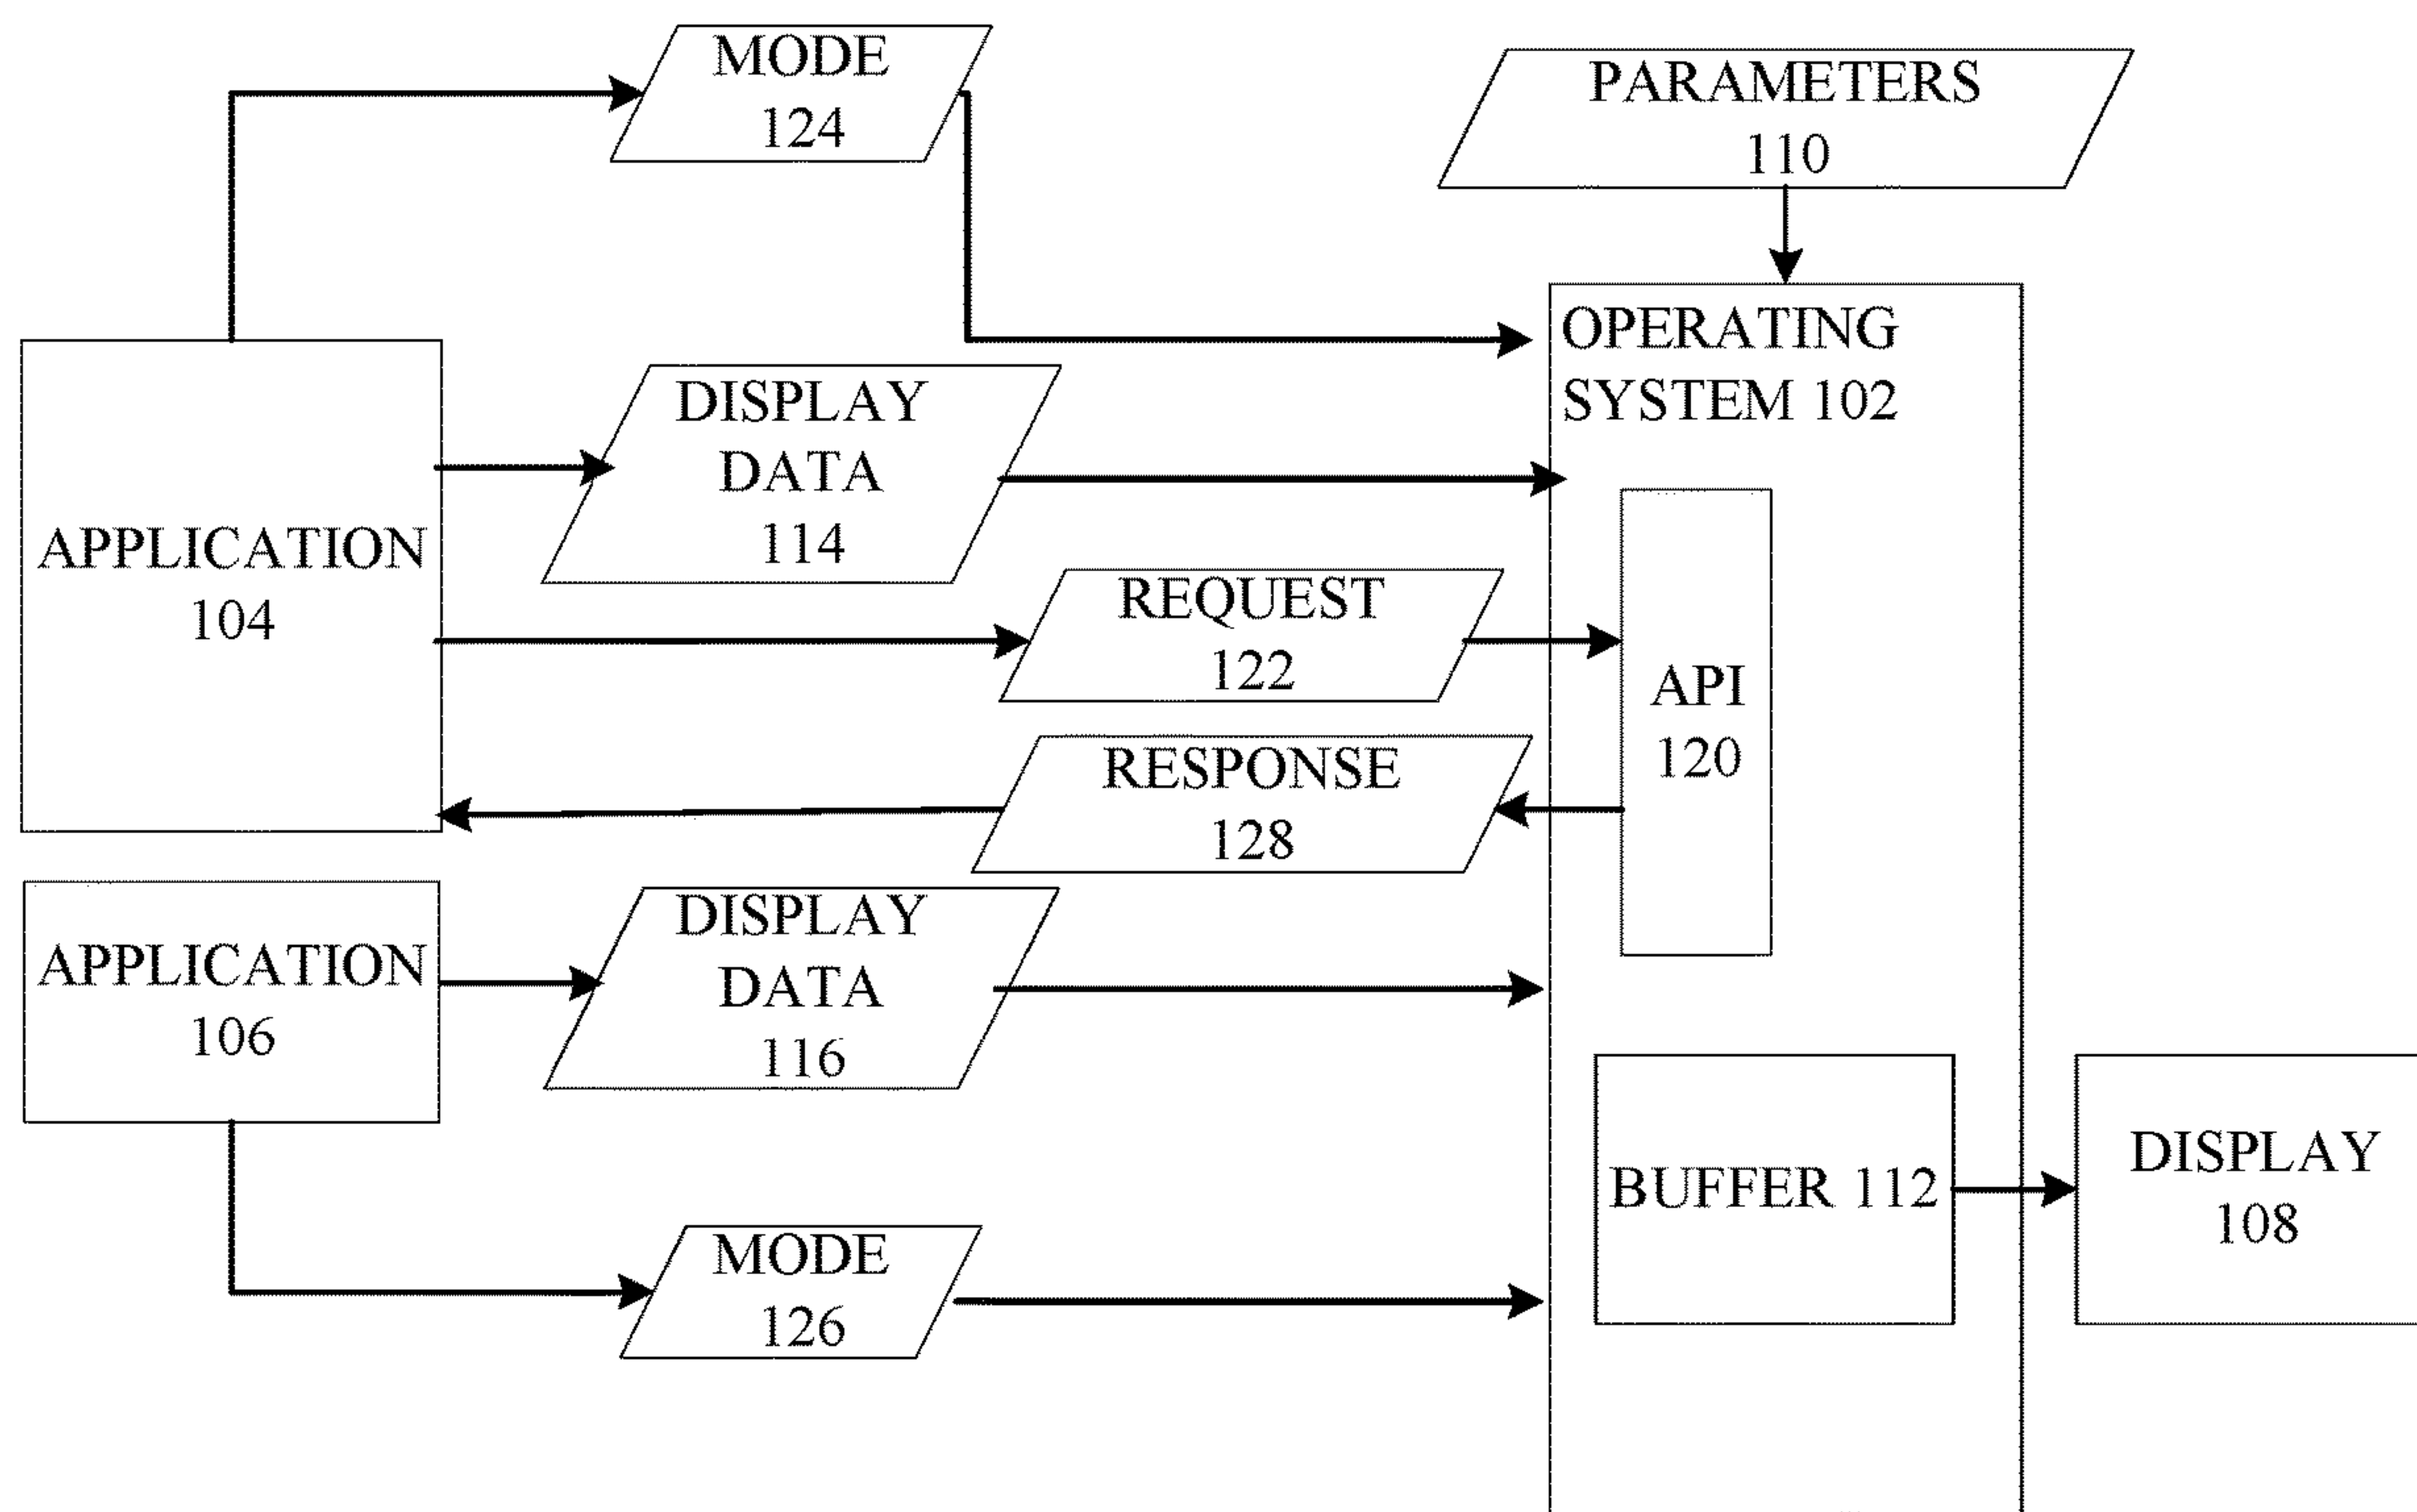 MODE
124
PARAMETERS
110
OPERATING
SYSTEM 102
DISPLAY
DATA
114
APPLICATION
104
REQUEST
122
API
120
RESPONSE
128
APPLICATION
106
DISPLAY
DATA
116
BUFFER 112
DISPLAY
108
MODE
126